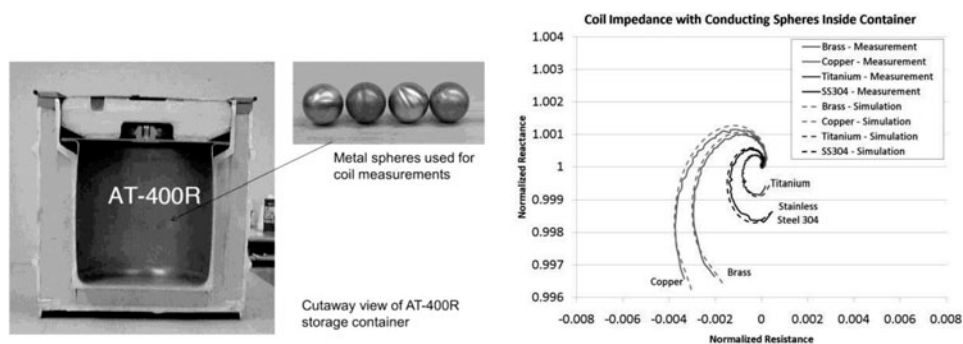 AT-400R
Metal spheres used for
coil measurements
Cutaway view of AT-400R
storage container
Coil Impedance with Conducting Spheres Inside Container
Normalized Reactance
1.004
1.003
1.002
1.001
1
0.999
0.998
0.997
0.996
Brass - Measurement
Copper - Measurement
Titanium - Measurement
SS304 - Measurement
Brass - Simulation
Copper - Simulation
Titanium - Simulation
SS304 - Simulation
Titanium
Stainless
Steel 304
Copper
Brass
-0.008 -0.006 -0.004 -0.002 0 0.002 0.004 0.006 0.008
Normalized Resistance